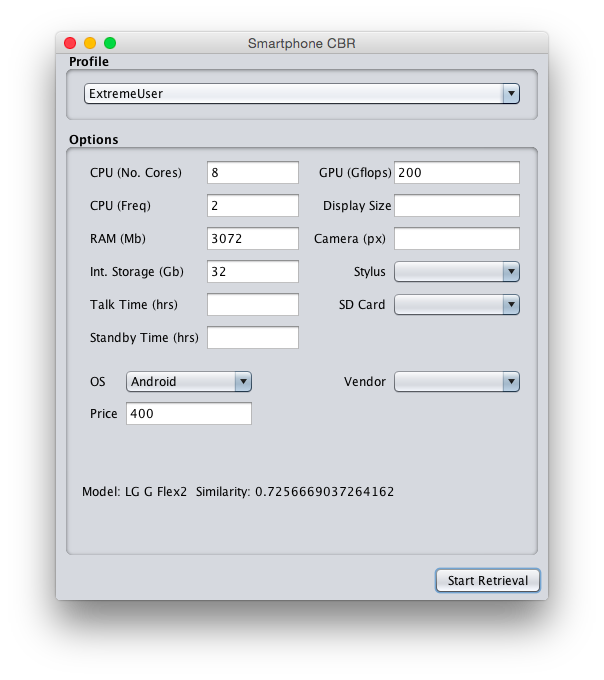 Smartphone CBR
Profile
ExtremeUser
Options
CPU (No. Cores) 8 GPU (Gflops) 200
CPU (Freq) 2 Display Size
RAM (Mb) 3072 Camera (px)
Int. Storage (Gb) 32 Stylus
Talk Time (hrs) SD Card
Standby Time (hrs)
OS Android Vendor
Price 400
Model: LG G Flex2 Similarity: 0.7256669037264162
Start Retrieval